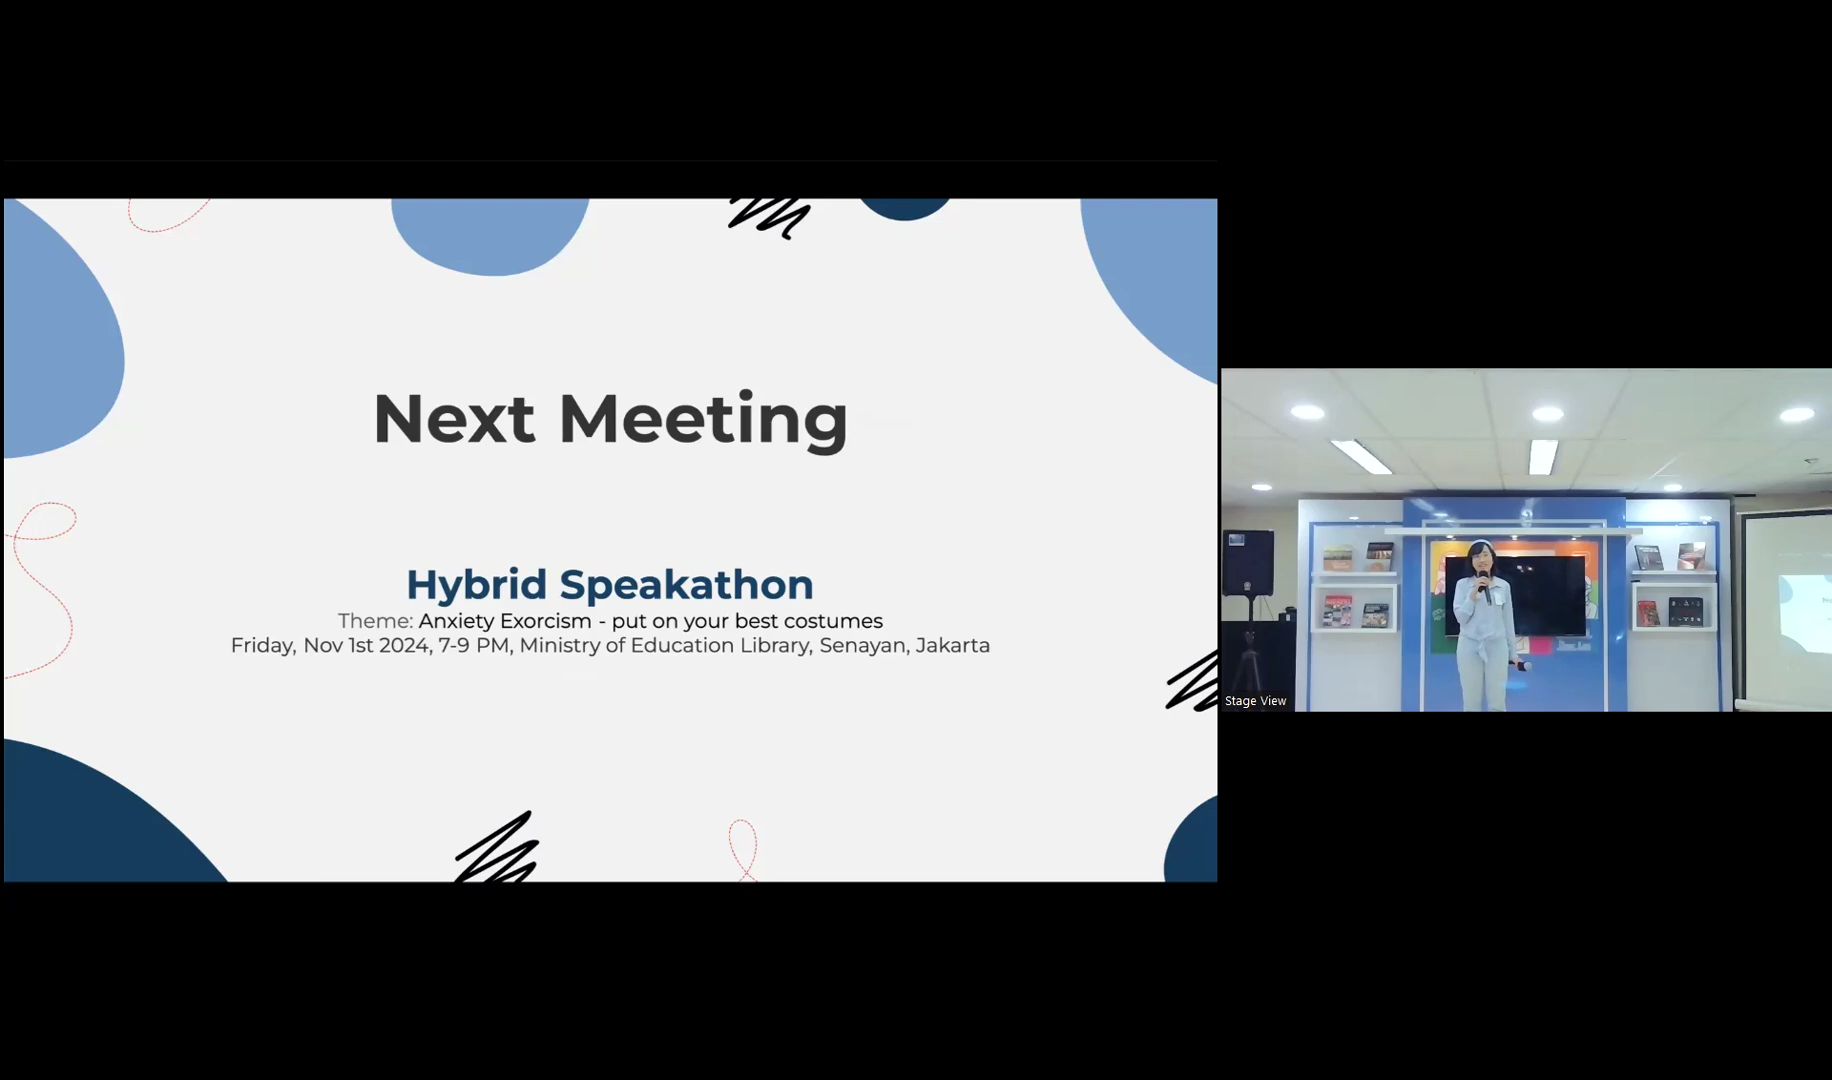 Next Meeting
Hybrid Speakathon
Theme: Anxiety Exorcism - put on your best costumes
Friday, Nov 1st 2024, 7-9 PM, Ministry of Education Library, Senayan, Jakarta
Stage View